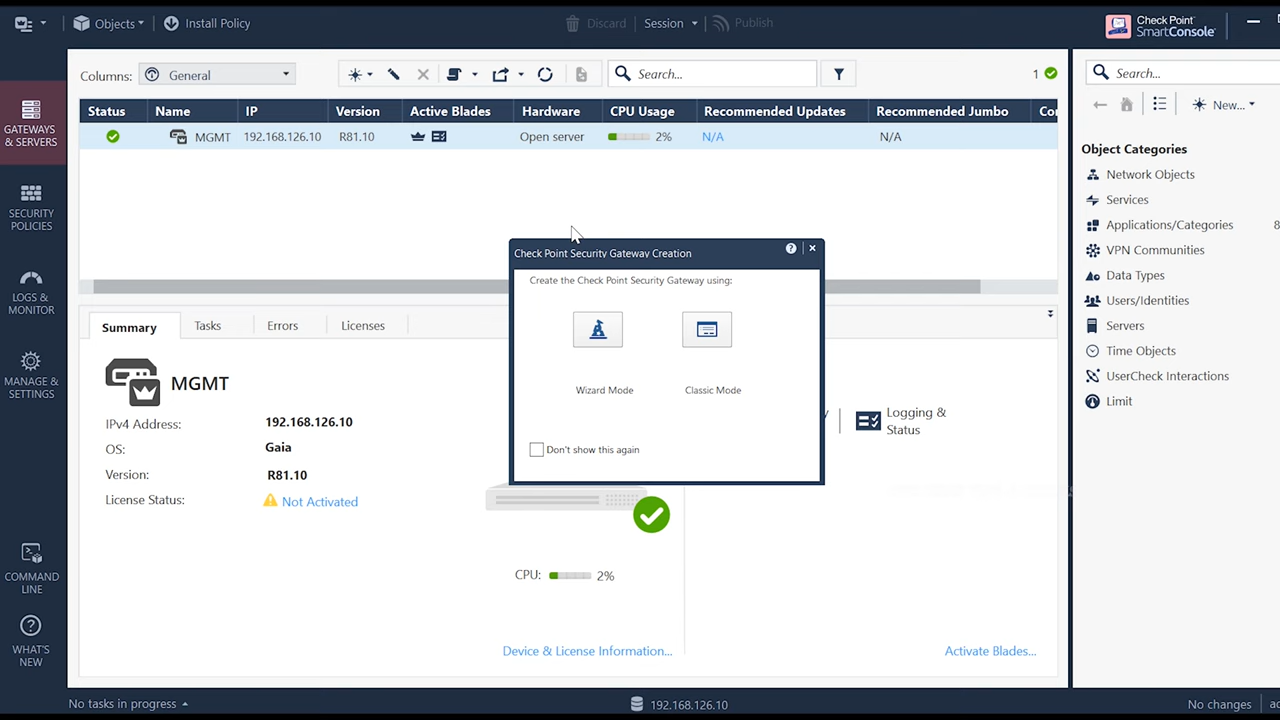 Objects
Install Policy
Discard
Session
Publish
Check Point
SmartConsole
Columns:
General
Search...
1
Search...
New...
GATEWAYS
& SERVERS
SECURITY
POLICIES
LOGS &
MONITOR
MANAGE &
SETTINGS
COMMAND
LINE
WHAT'S
NEW
Status Name IP Version Active Blades Hardware CPU Usage Recommended Updates Recommended Jumbo Co
MGMT 192.168.126.10 R81.10 Open server 2% N/A N/A
Check Point Security Gateway Creation
Create the Check Point Security Gateway using:
Wizard Mode
Classic Mode
Don't show this again
Summary
Tasks
Errors
Licenses
MGMT
IPv4 Address: 192.168.126.10
OS: Gaia
Version: R81.10
License Status: Not Activated
Logging &
Status
CPU: 2%
Device & License Information...
Activate Blades...
Object Categories
Network Objects
Services
Applications/Categories 8
VPN Communities
Data Types
Users/Identities
Servers
Time Objects
UserCheck Interactions
Limit
No tasks in progress
192.168.126.10
No changes